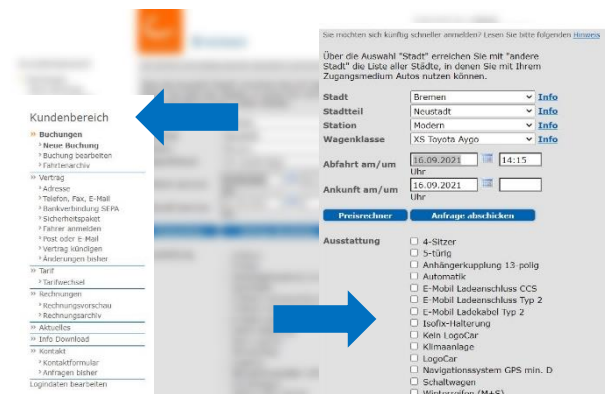 Kundenbereich
» Buchungen
› Neue Buchung
› Buchung bearbeiten
› Fahrtenarchiv
» Vertrag
› Adresse
› Telefon, Fax, E-Mail
› Bankverbindung SEPA
› Sicherheitspaket
› Fahrer anmelden
› Post oder E-Mail
› Vertrag kündigen
› Änderungen bisher
» Tarif
› Tarifwechsel
» Rechnungen
› Rechnungsvorschau
› Rechnungsarchiv
» Aktuelles
» Info Download
» Kontakt
› Kontaktformular
› Anfragen bisher
Logindaten bearbeiten
Sie möchten sich künftig schneller anmelden? Lesen Sie bitte folgenden Hinweis
Über die Auswahl "Stadt" erreichen Sie mit "andere
Stadt" die Liste aller Städte, in denen Sie mit Ihrem
Zugangsmedium Autos nutzen können.
Stadt Bremen Info
Stadtteil Neustadt Info
Station Modern Info
Wagenklasse XS Toyota Aygo Info
Abfahrt am/um 16.09.2021 14:15
Uhr
Ankunft am/um 16.09.2021
Uhr
Preisrechner Anfrage abschicken
Ausstattung 4-Sitzer
5-türig
Anhängerkupplung 13-polig
Automatik
E-Mobil Ladeanschluss CCS
E-Mobil Ladeanschluss Typ 2
E-Mobil Ladekabel Typ 2
Isofix-Halterung
Kein LogoCar
Klimaanlage
LogoCar
Navigationssystem GPS min. D
Schaltwagen
Winterreifen (M+S)